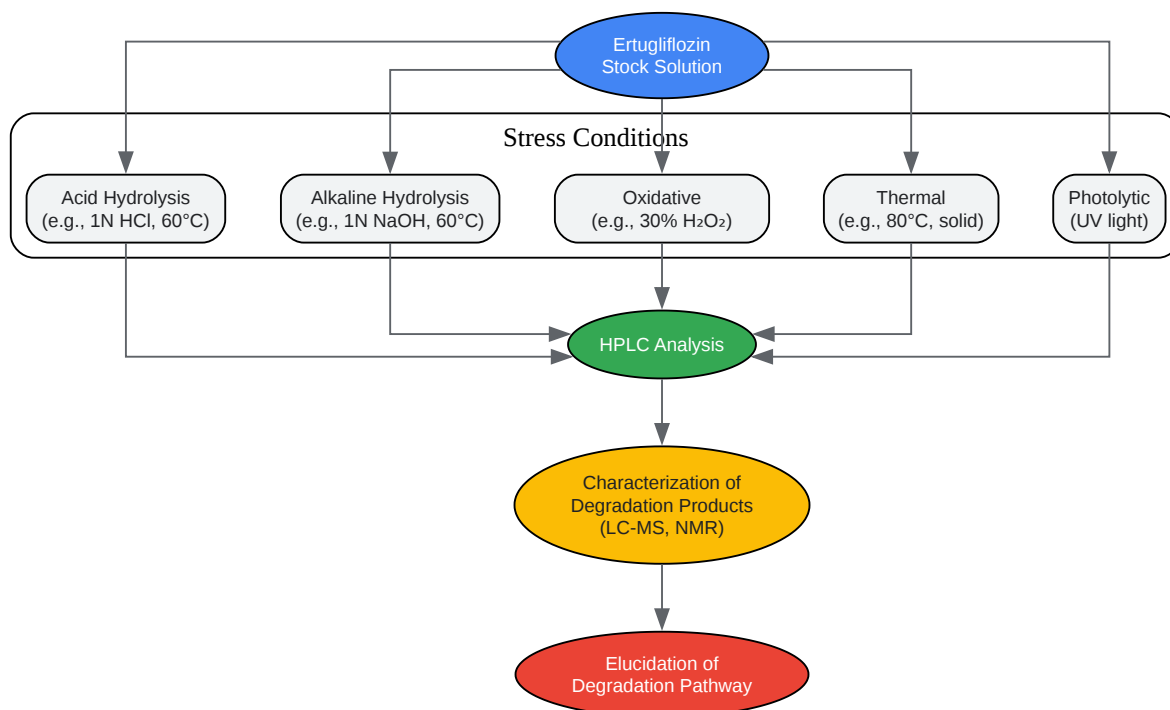 Ertugliflozin
Stock Solution
Stress Conditions
Acid Hydrolysis
(e.g., 1N HCl, 60°C)
Alkaline Hydrolysis
(e.g., 1N NaOH, 60°C)
Oxidative
(e.g., 30% H₂O₂)
Thermal
(e.g., 80°C, solid)
Photolytic
(UV light)
HPLC Analysis
Characterization of
Degradation Products
(LC-MS, NMR)
Elucidation of
Degradation Pathway